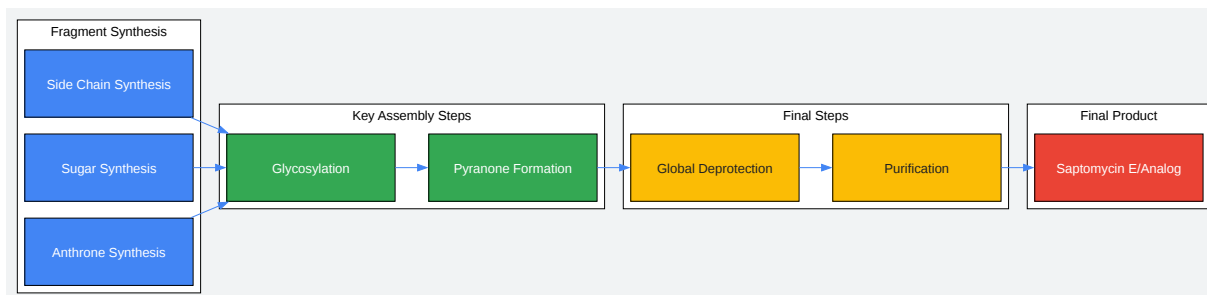 Fragment Synthesis
Side Chain Synthesis
Sugar Synthesis
Anthrone Synthesis
Key Assembly Steps
Glycosylation
Pyranone Formation
Final Steps
Global Deprotection
Purification
Final Product
Saptomycin E/Analog